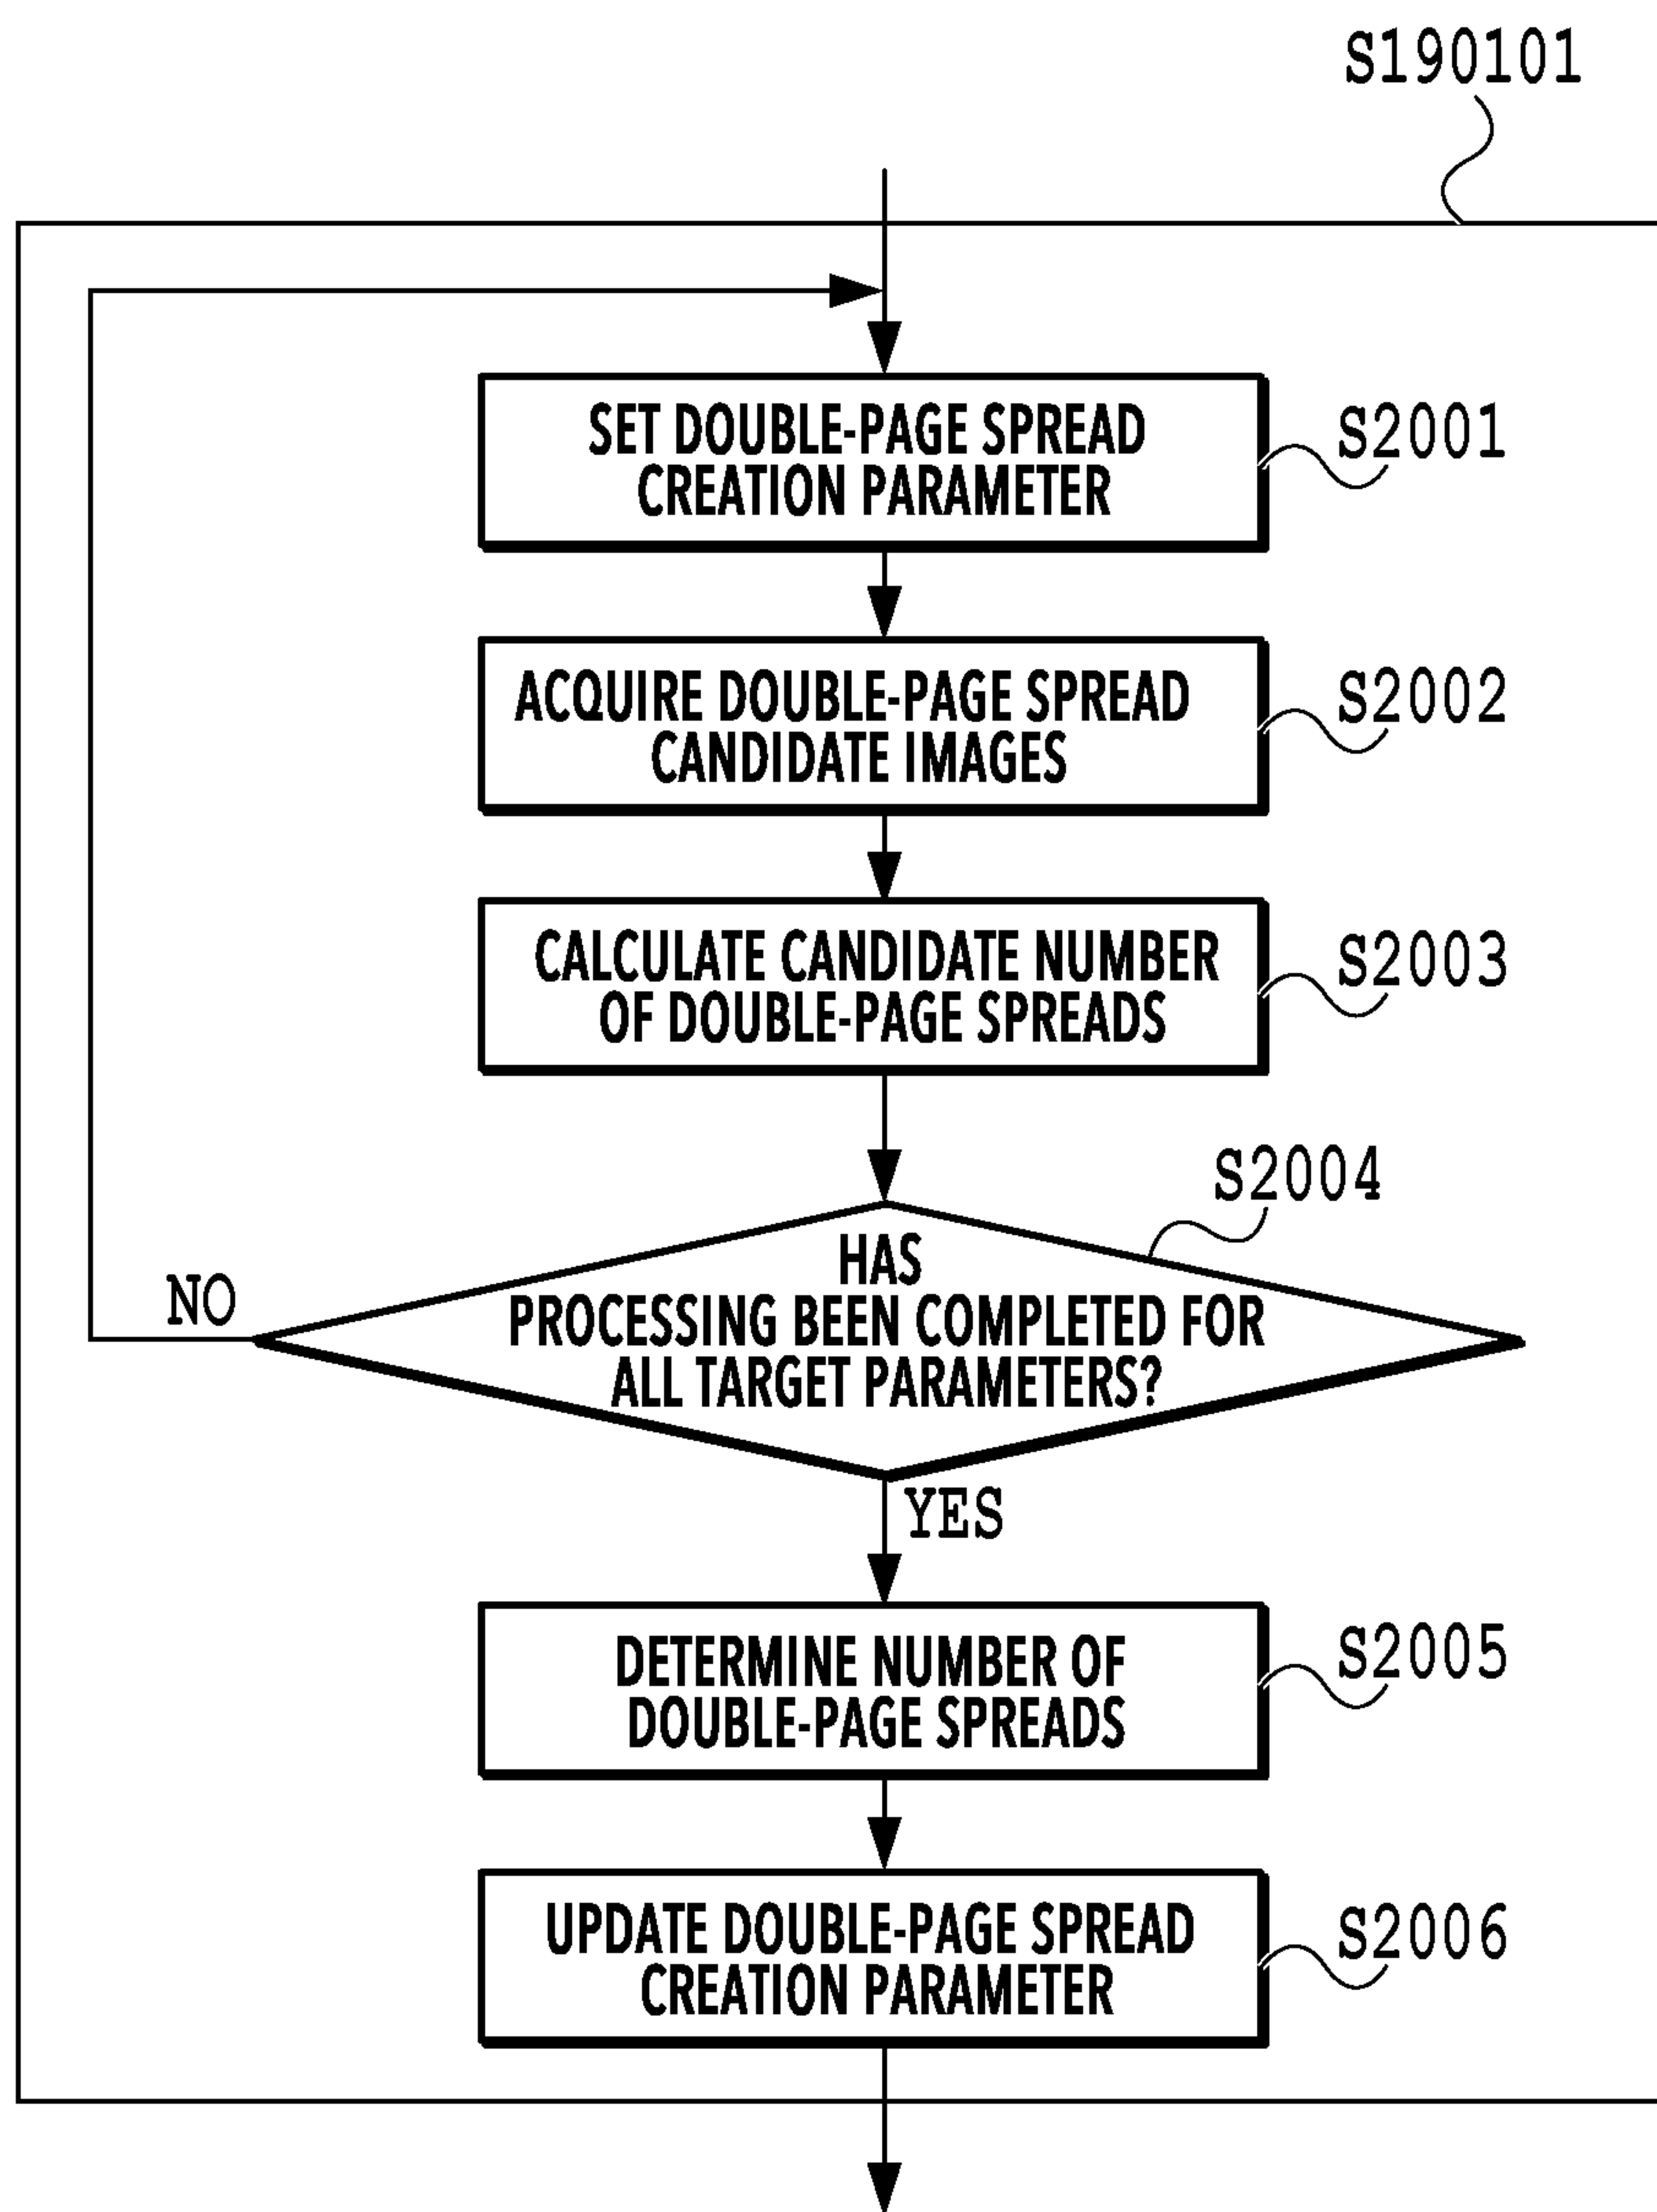 S190101
SET DOUBLE-PAGE SPREAD
CREATION PARAMETER
S2001
ACQUIRE DOUBLE-PAGE SPREAD
CANDIDATE IMAGES
S2002
CALCULATE CANDIDATE NUMBER
OF DOUBLE-PAGE SPREADS
S2003
S2004
HAS
PROCESSING BEEN COMPLETED FOR
ALL TARGET PARAMETERS?
NO
YES
DETERMINE NUMBER OF
DOUBLE-PAGE SPREADS
S2005
UPDATE DOUBLE-PAGE SPREAD
CREATION PARAMETER
S2006